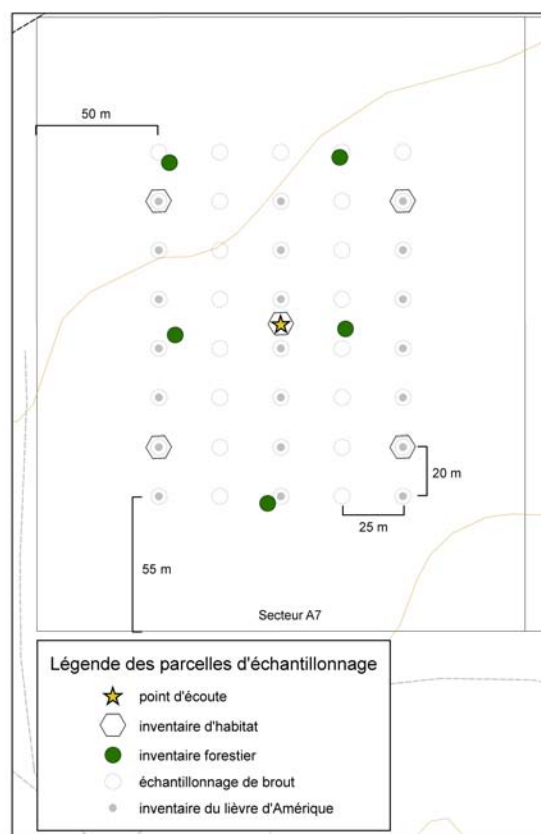 50 m
20 m
25 m
55 m
Secteur A7
Légende des parcelles d'échantillonnage
point d'écoute
inventaire d'habitat
inventaire forestier
échantillonnage de brout
inventaire du lièvre d'Amérique